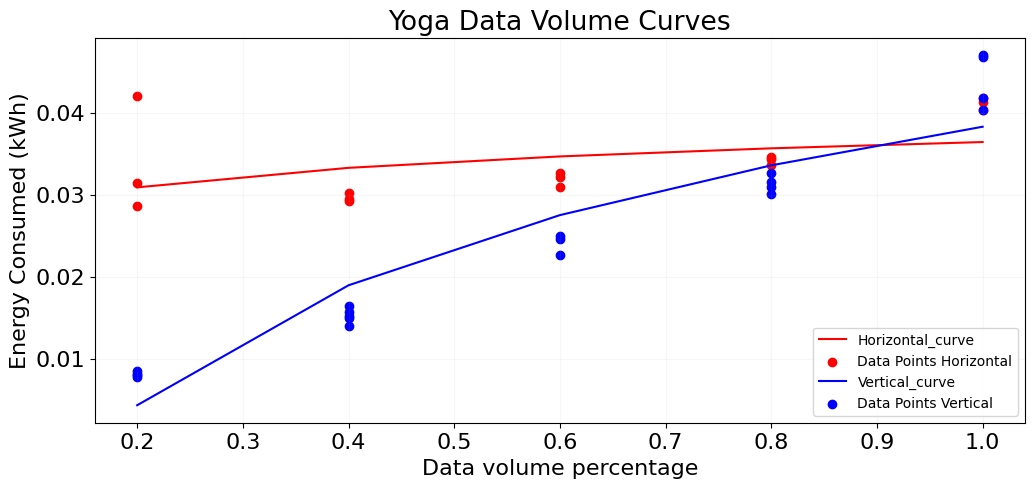 Yoga Data Volume Curves
Energy Consumed (kWh)
0.04
0.03
0.02
0.01
0.2 0.3 0.4 0.5 0.6 0.7 0.8 0.9 1.0
Data volume percentage
Horizontal_curve
Data Points Horizontal
Vertical_curve
Data Points Vertical